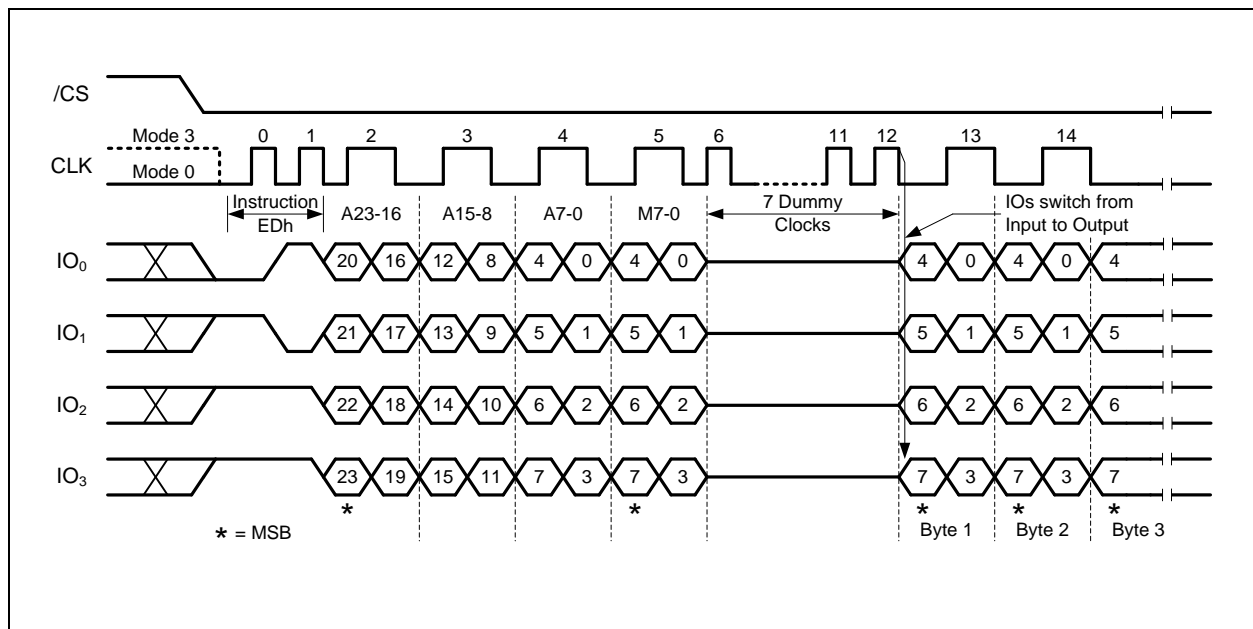 /CS
Mode 3 0 1 2 3 4 5 6 11 12 13 14
CLK
Mode 0
Instruction EDh
A23-16 A15-8 A7-0 M7-0
7 Dummy Clocks
IOs switch from Input to Output
IO₀ 20 16 12 8 4 0 4 0 4 0 4 0 4
IO₁ 21 17 13 9 5 1 5 1 5 1 5 1 5
IO₂ 22 18 14 10 6 2 6 2 6 2 6 2 6
IO₃ 23 19 15 11 7 3 7 3 7 3 7 3 7
* * * * *
* = MSB
Byte 1 Byte 2 Byte 3